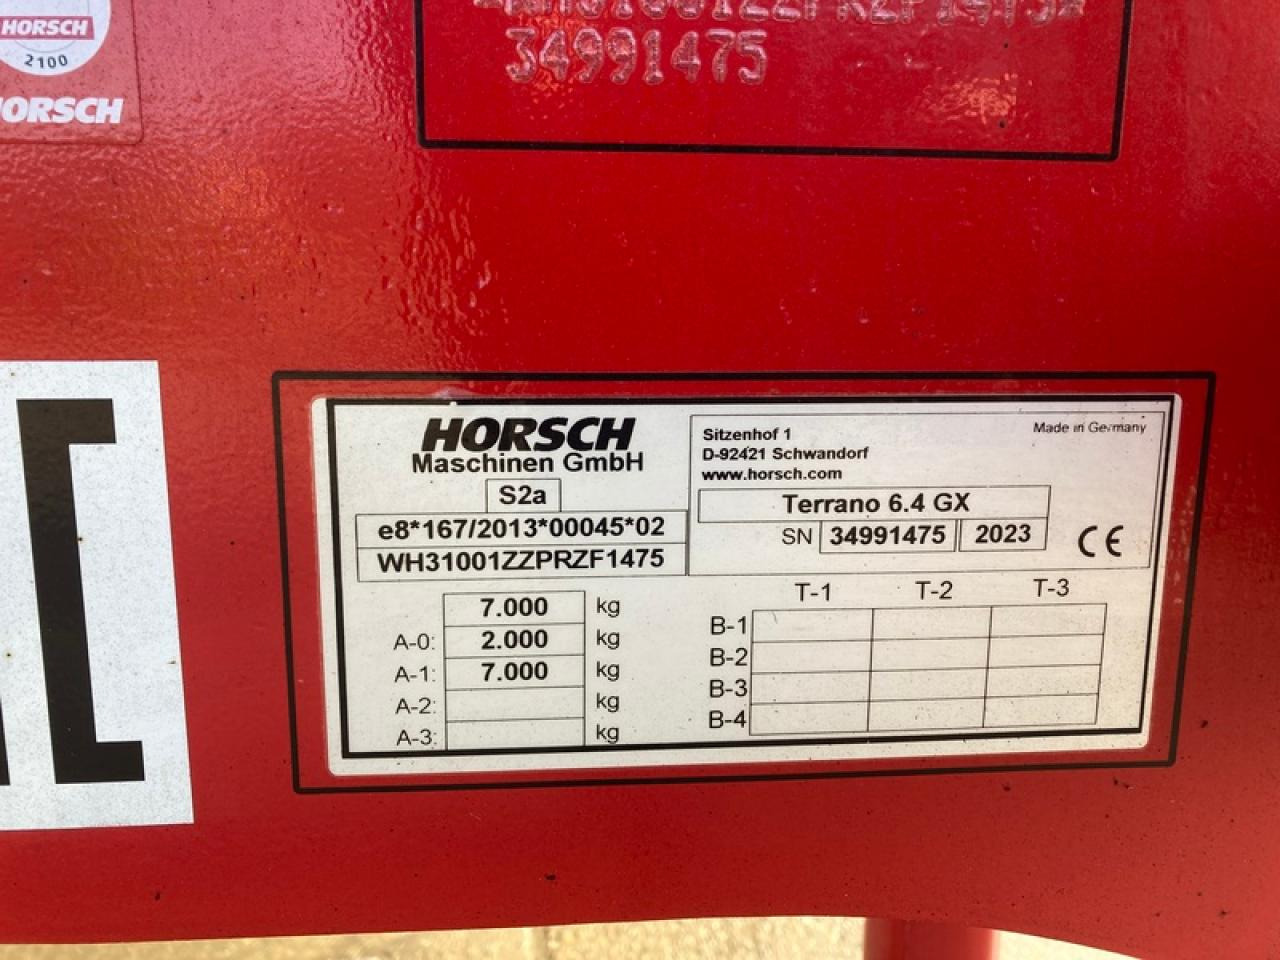 HORSCH
2100
HORSCH
34991475
HORSCH
Maschinen GmbH
S2a
e8*167/2013*00045*02
WH31001ZZPRZF1475
Sitzenhof 1
D-92421 Schwandorf
www.horsch.com
Made in Germany
Terrano 6.4 GX
SN 34991475 2023
CE
7.000 kg
A-0: 2.000 kg
A-1: 7.000 kg
A-2: kg
A-3: kg
T-1 T-2 T-3
B-1
B-2
B-3
B-4